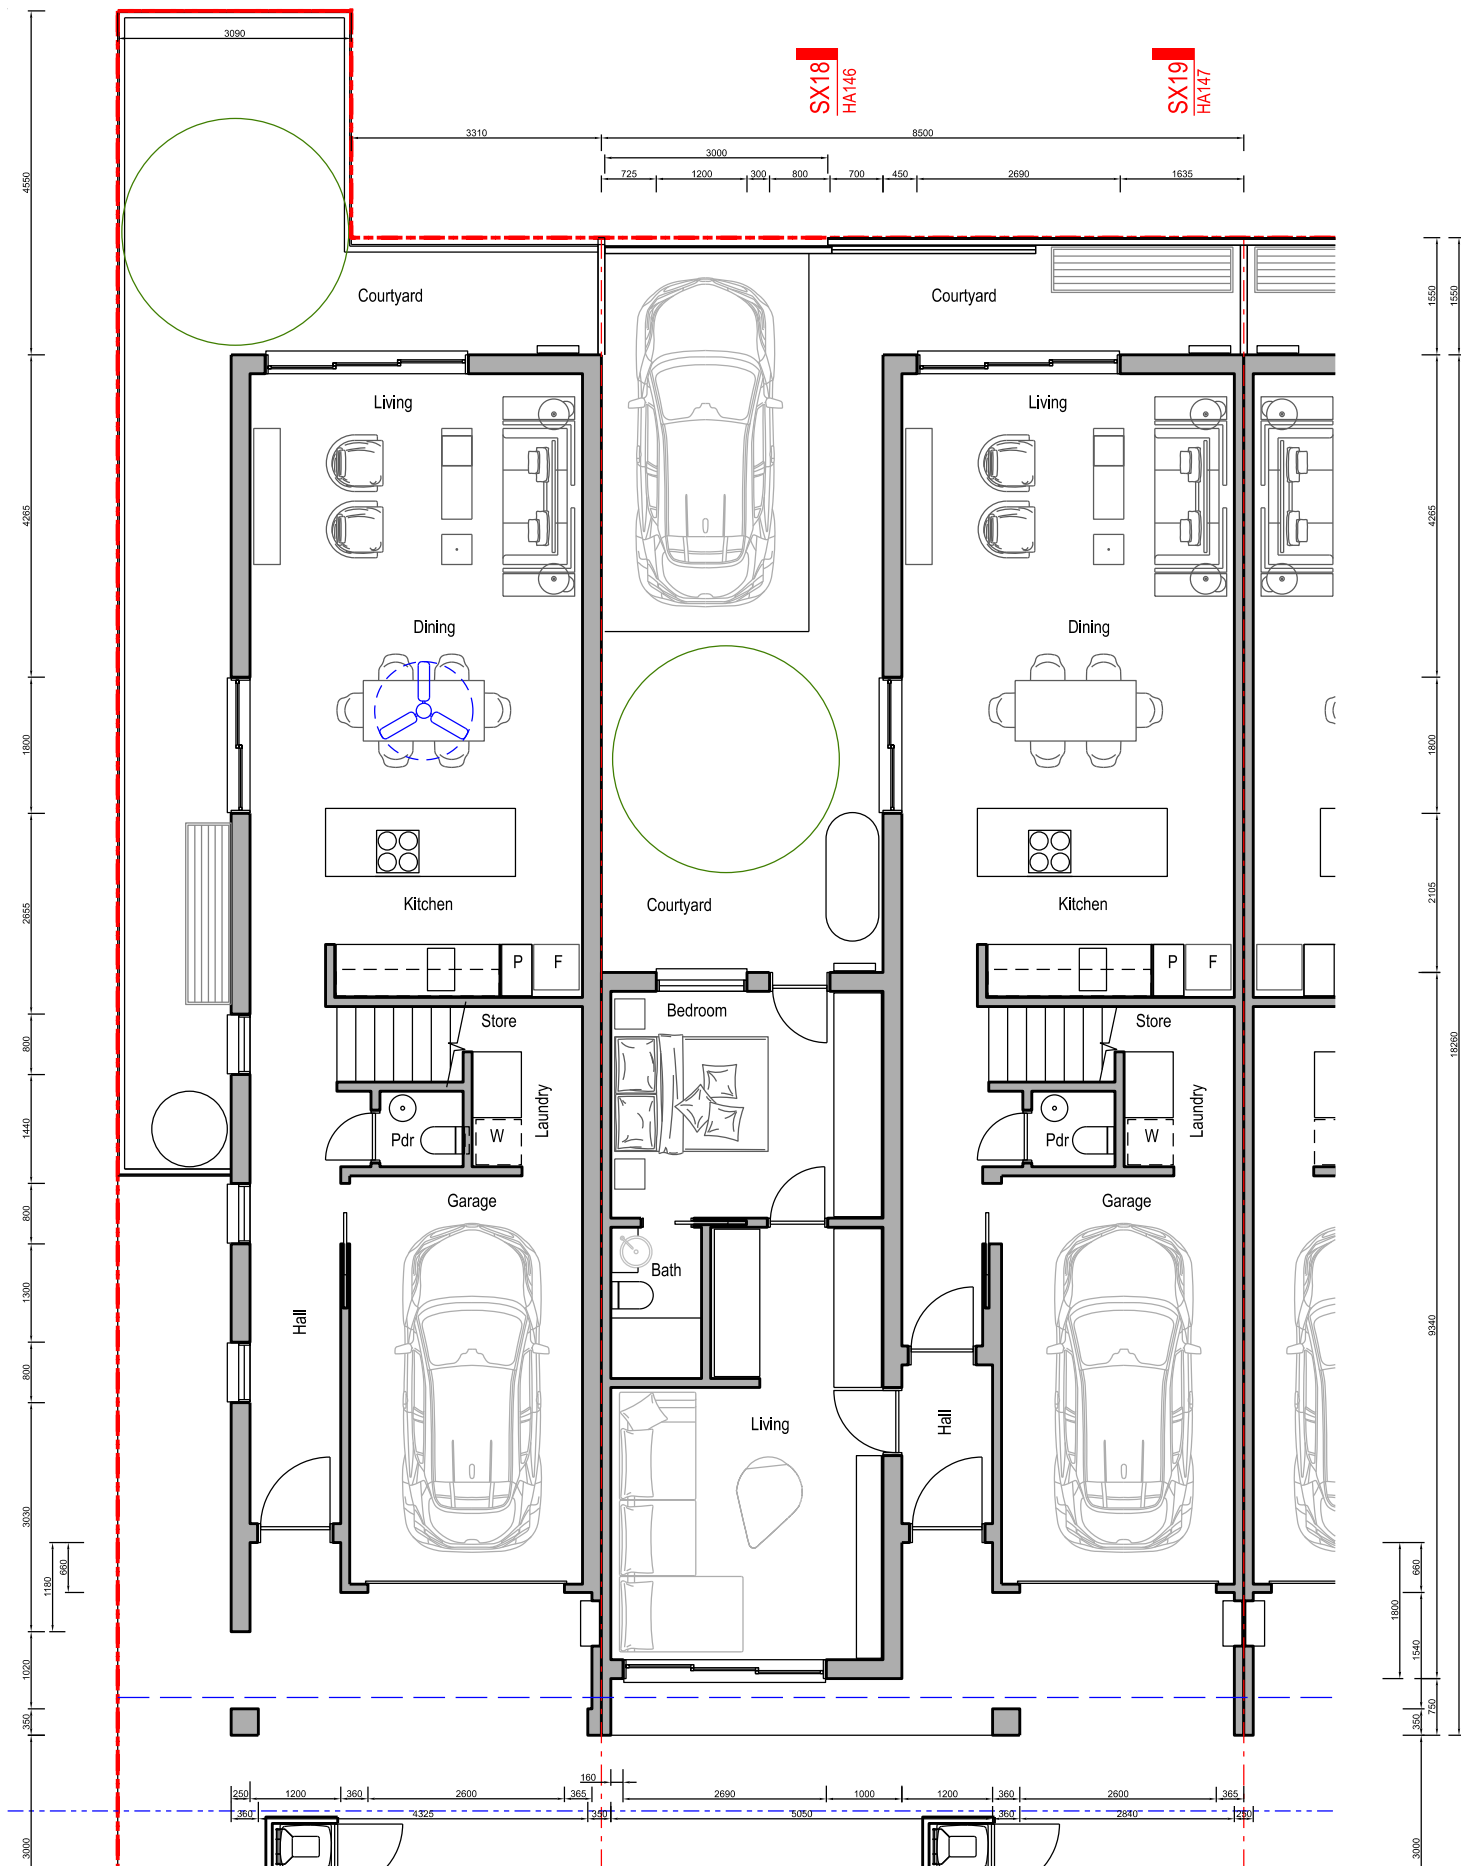 3090
SX18
HA146
SX19
HA147
3310
8500
3000
725
1200
300
800
700
450
2690
1635
4550
1550
1550
Courtyard
Courtyard
Living
Living
4265
4265
Dining
Dining
1800
1800
Kitchen
Courtyard
Kitchen
2655
2105
P
F
P
F
Store
Bedroom
Store
800
18260
Laundry
Laundry
1440
Pdr
W
Pdr
W
Garage
Garage
800
Bath
1300
Hall
9340
800
Living
Hall
3030
660
1180
660
1800
1540
1020
350
750
350
160
250
1200
360
2600
365
2690
1000
1200
360
2600
365
360
4325
350
5050
360
2840
250
3000
3000